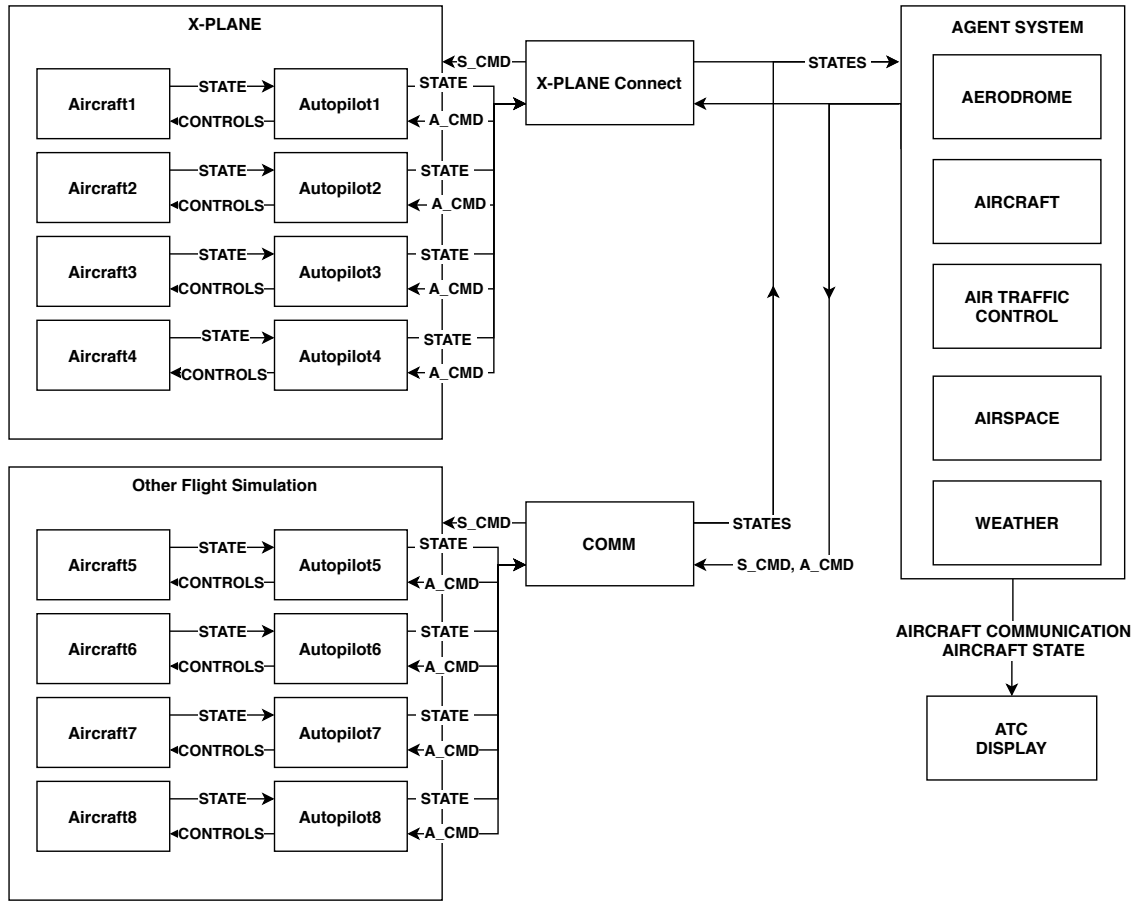 X-PLANE
AGENT SYSTEM
S_CMD
X-PLANE Connect
STATES
Aircraft1
STATE
CONTROLS
Autopilot1
STATE
A_CMD
AERODROME
Aircraft2
STATE
CONTROLS
Autopilot2
STATE
A_CMD
AIRCRAFT
Aircraft3
STATE
CONTROLS
Autopilot3
STATE
A_CMD
AIR TRAFFIC
CONTROL
Aircraft4
STATE
CONTROLS
Autopilot4
STATE
A_CMD
AIRSPACE
Other Flight Simulation
S_CMD
COMM
STATES
S_CMD, A_CMD
WEATHER
Aircraft5
STATE
CONTROLS
Autopilot5
STATE
A_CMD
Aircraft6
STATE
CONTROLS
Autopilot6
STATE
A_CMD
AIRCRAFT COMMUNICATION
AIRCRAFT STATE
Aircraft7
STATE
CONTROLS
Autopilot7
STATE
A_CMD
ATC
DISPLAY
Aircraft8
STATE
CONTROLS
Autopilot8
STATE
A_CMD